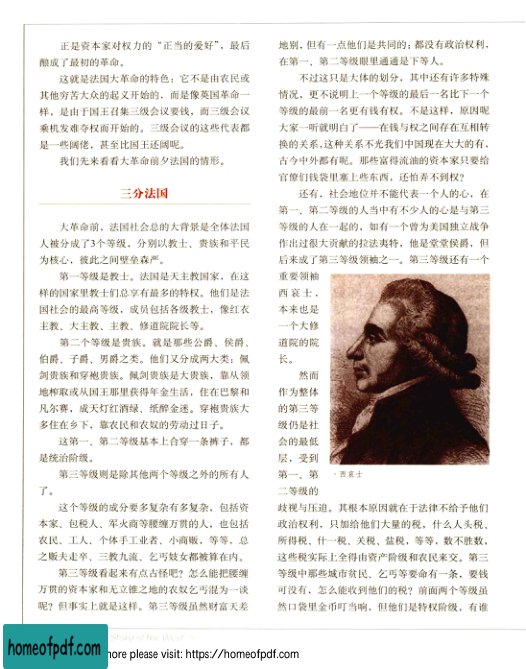 正是资本家对权力的“正当的爱好”，最后
酿成了最初的革命。
这就是法国大革命的特色：它不是由农民或
其他穷苦大众的起义开始的，而是像英国革命一
样，是由于国王召集三级会议要钱，而三级会议
乘机发难夺权而开始的。三级会议的这些代表都
是一些阔佬，甚至比国王还阔呢。
我们先来看看大革命前夕法国的情形。
三分法国
大革命前，法国社会总的大背景是全体法国
人被分成了3个等级，分别以教士、贵族和平民
为核心，彼此之间壁垒森严。
第一等级是教士。法国是天主教国家，在这
样的国家里教士们总享有最多的特权。他们是法
国社会的最高等级，成员包括各级教士，像红衣
主教、大主教、主教、修道院院长等。
第二个等级是贵族。就是那些公爵、侯爵、
伯爵、子爵、男爵之类。他们又分成两大类：佩
剑贵族和穿袍贵族。佩剑贵族是大贵族，靠从领
地榨取或从国王那里获得年金生活，住在巴黎和
凡尔赛，成天灯红酒绿、纸醉金迷。穿袍贵族大
多住在乡下，靠农民和农奴的劳动过日子。
这第一、第二等级基本上合穿一条裤子，都
是统治阶级。
第三等级则是除其他两个等级之外的所有人
了。
这个等级的成分要多复杂有多复杂，包括资
本家、包税人、军火商等腰缠万贯的人，也包括
农民、工人、个体手工业者、小商贩，等等，总
之贩夫走卒、三教九流、乞丐妓女都被算在内。
第三等级看起来有点古怪吧？怎么能把腰缠
万贯的资本家和无立锥之地的农奴乞丐混为一谈
呢？但事实上就是这样。第三等级虽然财富天差
地别，但有一点他们是共同的：都没有政治权利，
在第一、第二等级眼里通通是下等人。
不过这只是大体的划分，其中还有许多特殊
情况，更不说明上一个等级的最后一名比下一个
等级的最前一名更有钱有权。不是这样，原因呢
大家一听就明白了——在钱与权之间存在互相转
换的关系，这种关系不光我们中国现在大大的有，
古今中外都有呢。那些富得流油的资本家只要给
官僚们钱袋里塞上些东西，还怕弄不到权？
还有，社会地位并不能代表一个人的心，在
第一、第二等级的人当中有不少人的心是与第三
等级的人在一起的，如有一个曾为美国独立战争
作出过很大贡献的拉法夷特，他是堂堂侯爵，但
后来成了第三等级领袖之一。第三等级还有一个
重要领袖
西哀士，
本来也是
一个大修
道院的院
长。
然而
作为整体
的第三等
级仍是社
会的最低
层，受到
第一、第
二等级的
·西哀士
歧视与压迫。其根本原因就在于法律不给予他们
政治权利，只加给他们大量的税，什么人头税、
所得税、什一税、关税、盐税，等等，数不胜数，
这些税实际上全得由资产阶级和农民来交。第三
等级中那些城市贫民、乞丐等要命有一条，要钱
可没有，怎么能收到他们的税？前面两个等级虽
然口袋里金币叮当响，但他们是特权阶级，有谁
homeofpdf.com
ore please visit: https://homeofpdf.com